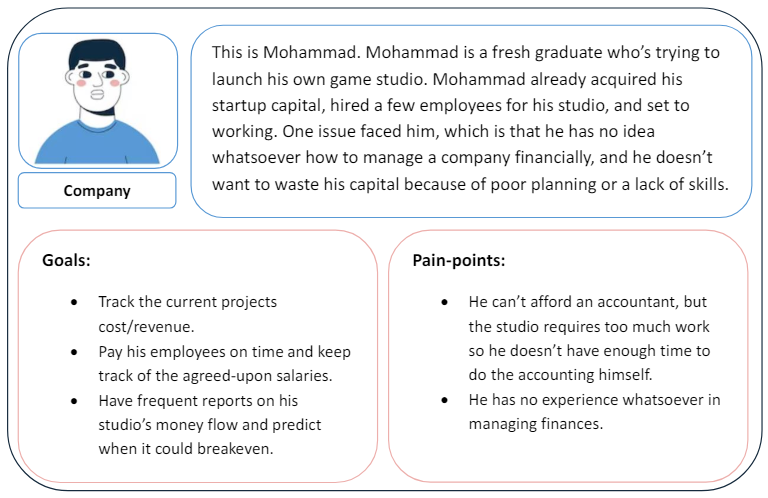 This is Mohammad. Mohammad is a fresh graduate who's trying to
launch his own game studio. Mohammad already acquired his
startup capital, hired a few employees for his studio, and set to
working. One issue faced him, which is that he has no idea
whatsoever how to manage a company financially, and he doesn't
want to waste his capital because of poor planning or a lack of skills.
Company
Goals:
• Track the current projects
cost/revenue.
• Pay his employees on time and keep
track of the agreed-upon salaries.
• Have frequent reports on his
studio's money flow and predict
when it could breakeven.
Pain-points:
• He can't afford an accountant, but
the studio requires too much work
so he doesn't have enough time to
do the accounting himself.
• He has no experience whatsoever in
managing finances.